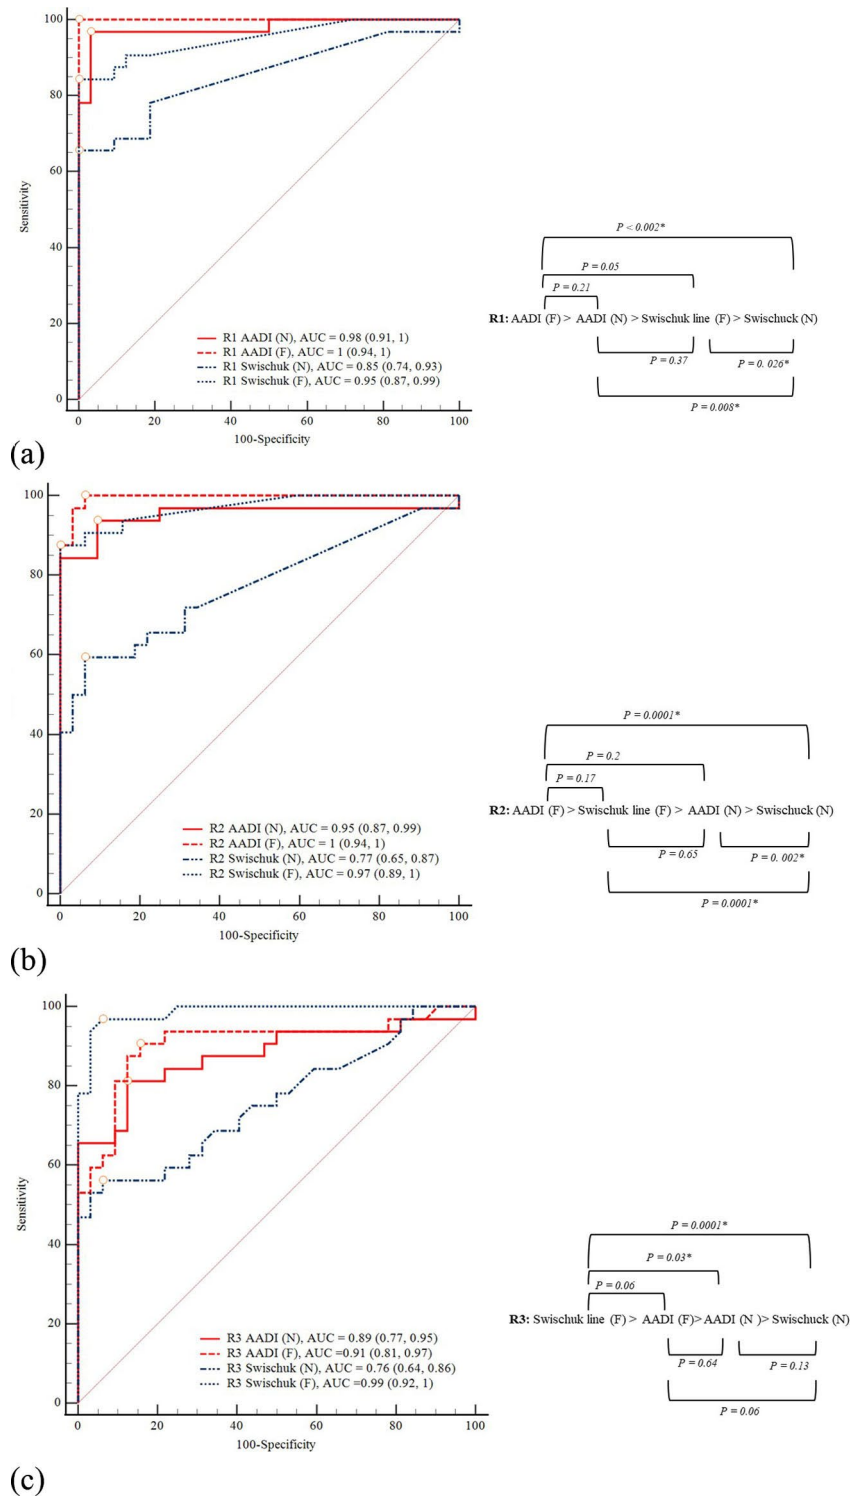 100
80
60
40
20
0
Sensitivity
0 20 40 60 80 100
100-Specificity
R1 AADI (N), AUC = 0.98 (0.91, 1)
R1 AADI (F), AUC = 1 (0.94, 1)
R1 Swischuk (N), AUC = 0.85 (0.74, 0.93)
R1 Swischuk (F), AUC = 0.95 (0.87, 0.99)
P < 0.002*
P = 0.05
P = 0.21
R1: AADI (F) > AADI (N) > Swischuk line (F) > Swischuck (N)
P = 0.37
P = 0. 026*
P = 0.008*
(a)
100
80
60
40
20
0
0 20 40 60 80 100
100-Specificity
R2 AADI (N), AUC = 0.95 (0.87, 0.99)
R2 AADI (F), AUC = 1 (0.94, 1)
R2 Swischuk (N), AUC = 0.77 (0.65, 0.87)
R2 Swischuk (F), AUC = 0.97 (0.89, 1)
P = 0.0001*
P = 0.2
P = 0.17
R2: AADI (F) > Swischuk line (F) > AADI (N) > Swischuck (N)
P = 0.65
P = 0. 002*
P = 0.0001*
(b)
100
80
60
40
20
0
Sensitivity
0 20 40 60 80 100
100-Specificity
R3 AADI (N), AUC = 0.89 (0.77, 0.95)
R3 AADI (F), AUC =0.91 (0.81, 0.97)
R3 Swischuk (N), AUC = 0.76 (0.64, 0.86)
R3 Swischuk (F), AUC =0.99 (0.92, 1)
P = 0.0001*
P = 0.03*
P = 0.06
R3: Swischuk line (F) > AADI (F)>AADI (N )> Swischuck (N)
P = 0.64
P = 0.13
P = 0.06
(c)